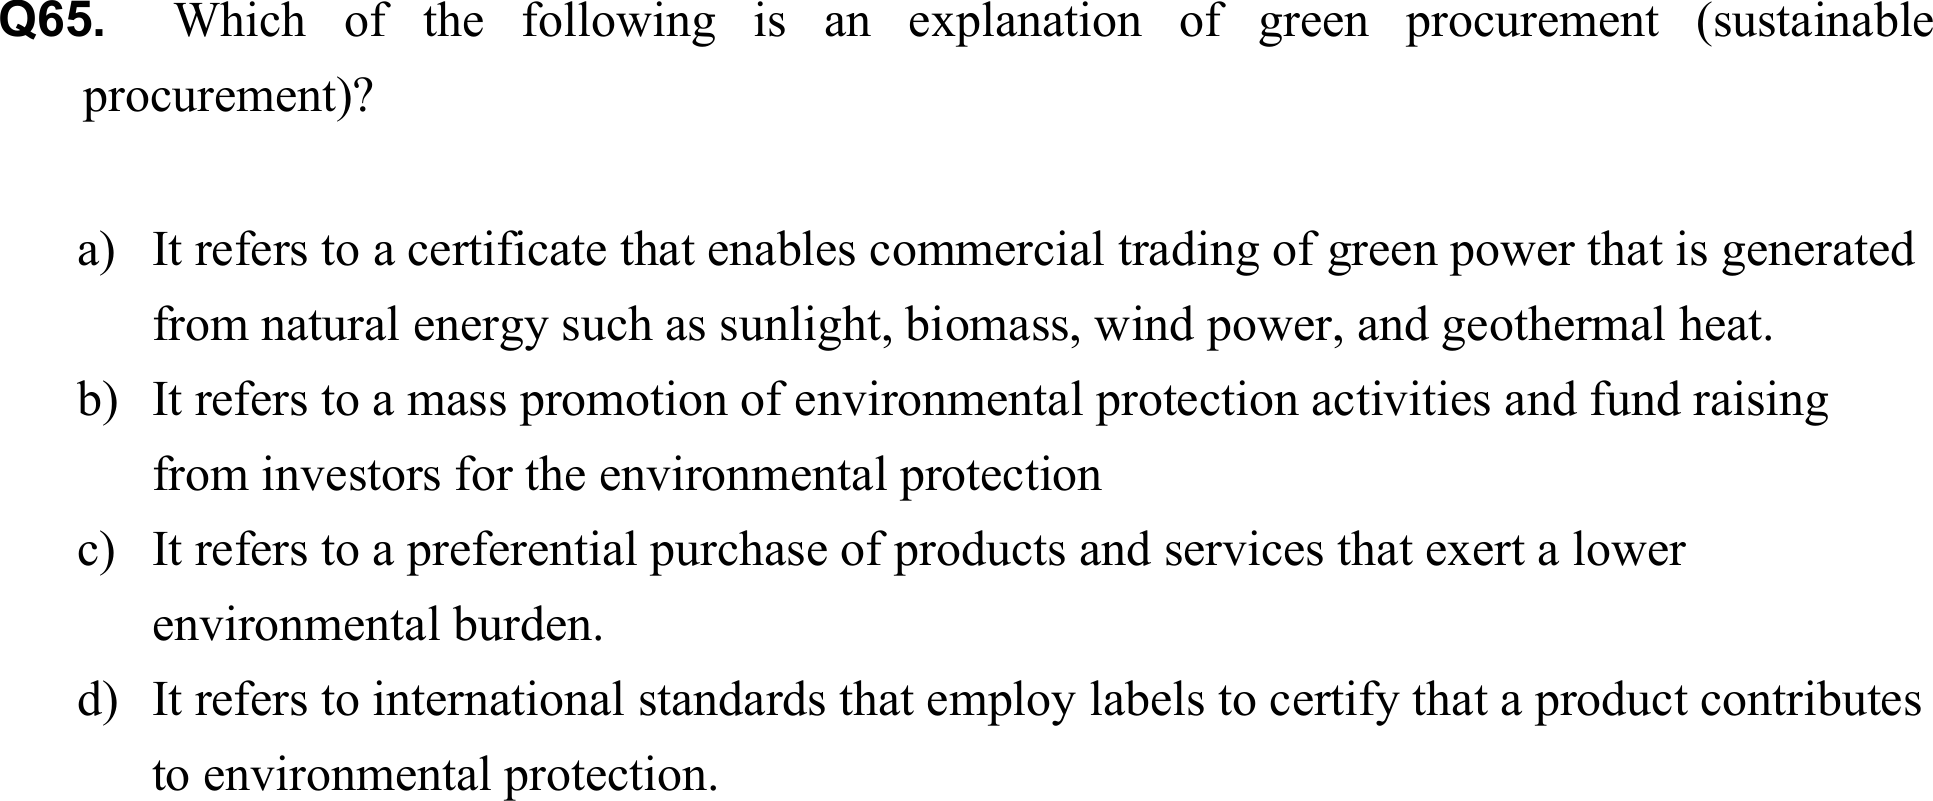 Q65. Which of the following is an explanation of green procurement (sustainable
procurement)?
a) It refers to a certificate that enables commercial trading of green power that is generated
from natural energy such as sunlight, biomass, wind power, and geothermal heat.
b) It refers to a mass promotion of environmental protection activities and fund raising
from investors for the environmental protection
c) It refers to a preferential purchase of products and services that exert a lower
environmental burden.
d) It refers to international standards that employ labels to certify that a product contributes
to environmental protection.